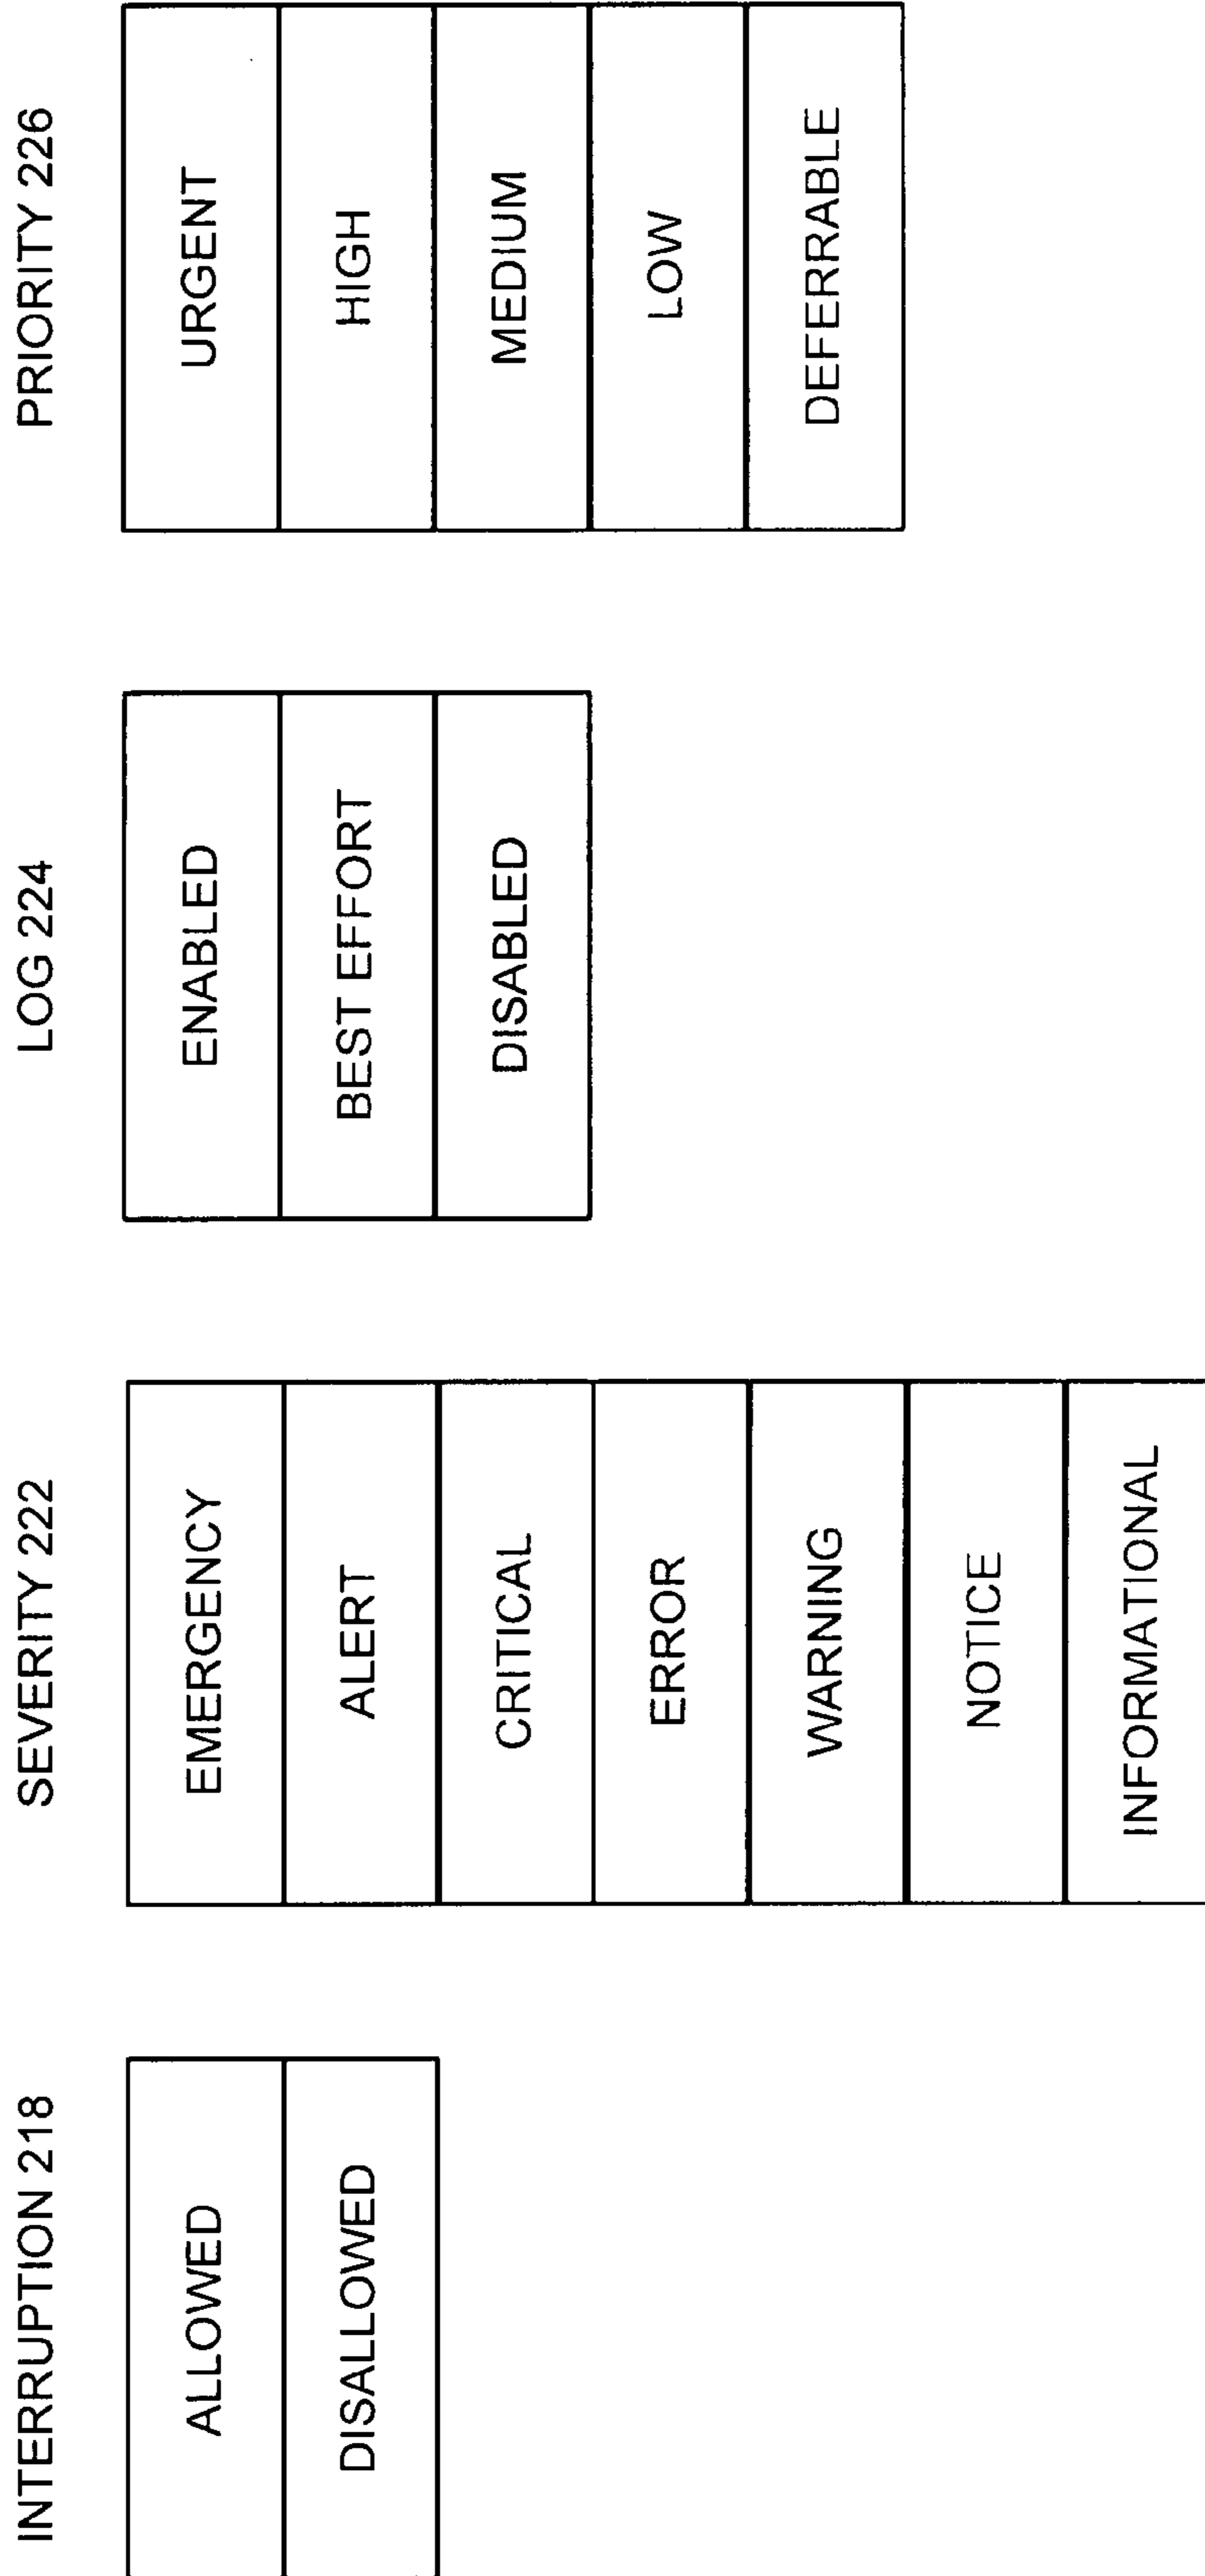 INTERRUPTION 218
ALLOWED
DISALLOWED
SEVERITY 222
EMERGENCY
ALERT
CRITICAL
ERROR
WARNING
NOTICE
INFORMATIONAL
LOG 224
ENABLED
BEST EFFORT
DISABLED
PRIORITY 226
URGENT
HIGH
MEDIUM
LOW
DEFERRABLE